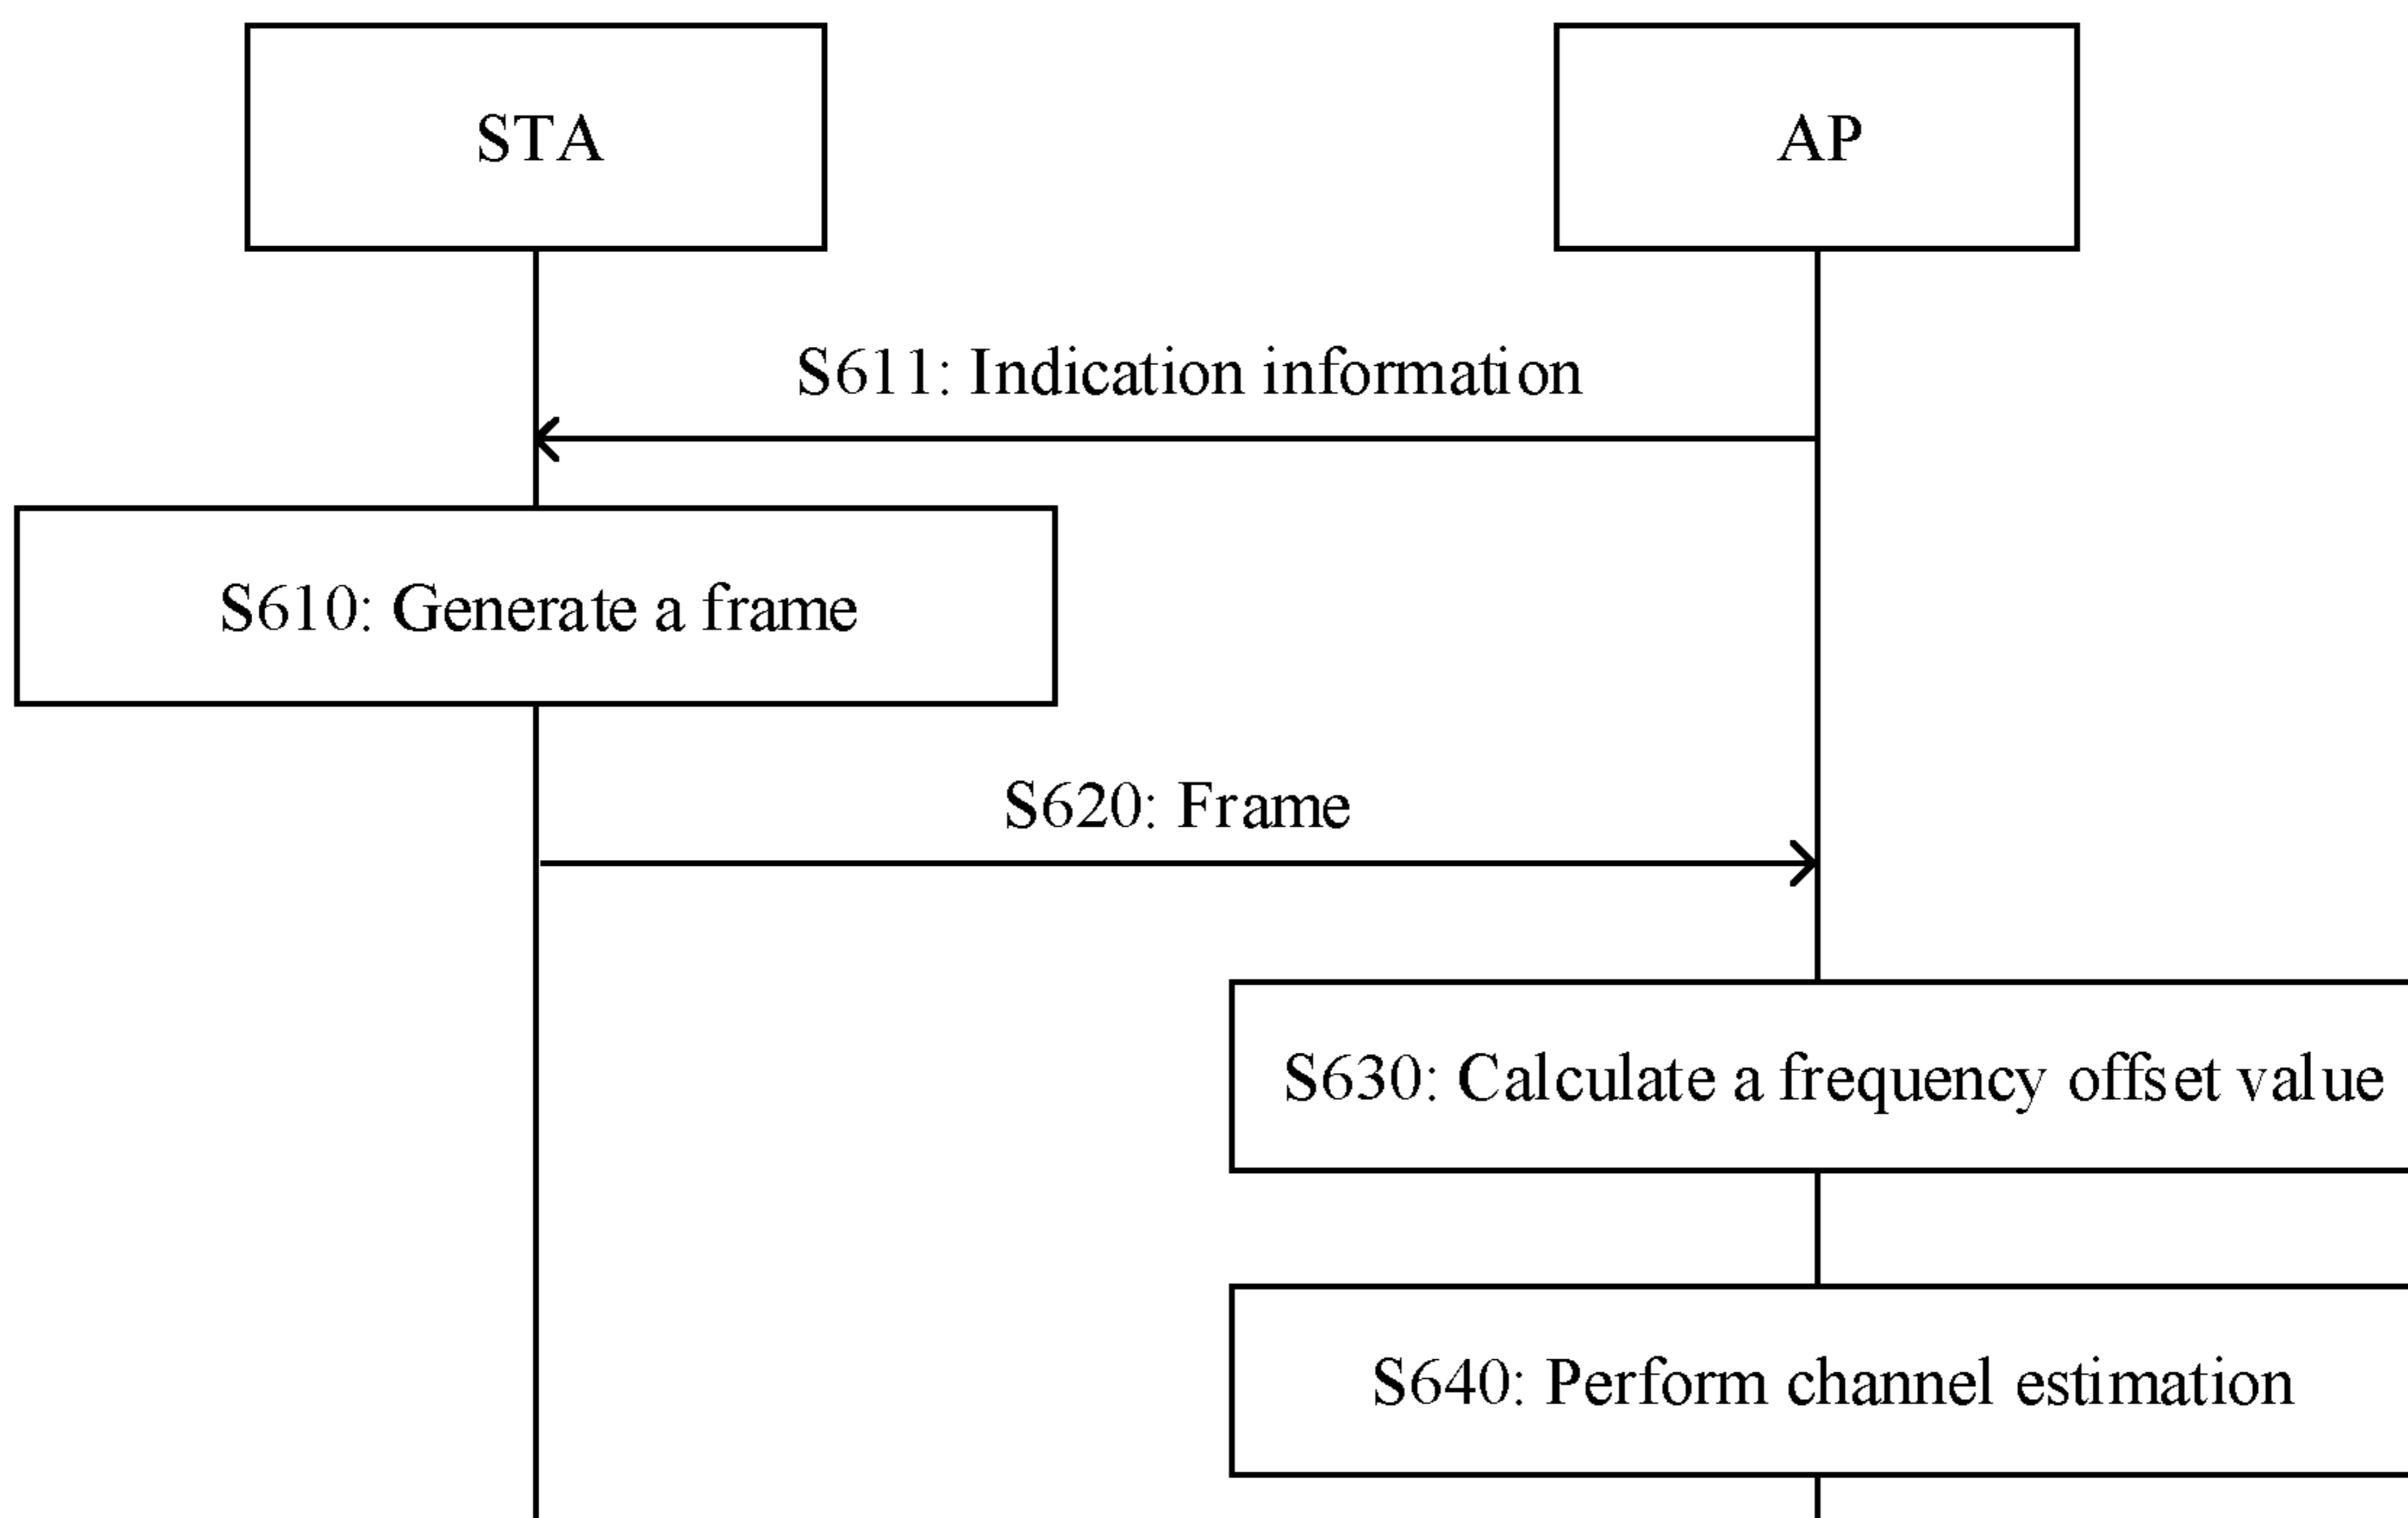 STA
AP
S611: Indication information
S610: Generate a frame
S620: Frame
S630: Calculate a frequency offset value
S640: Perform channel estimation